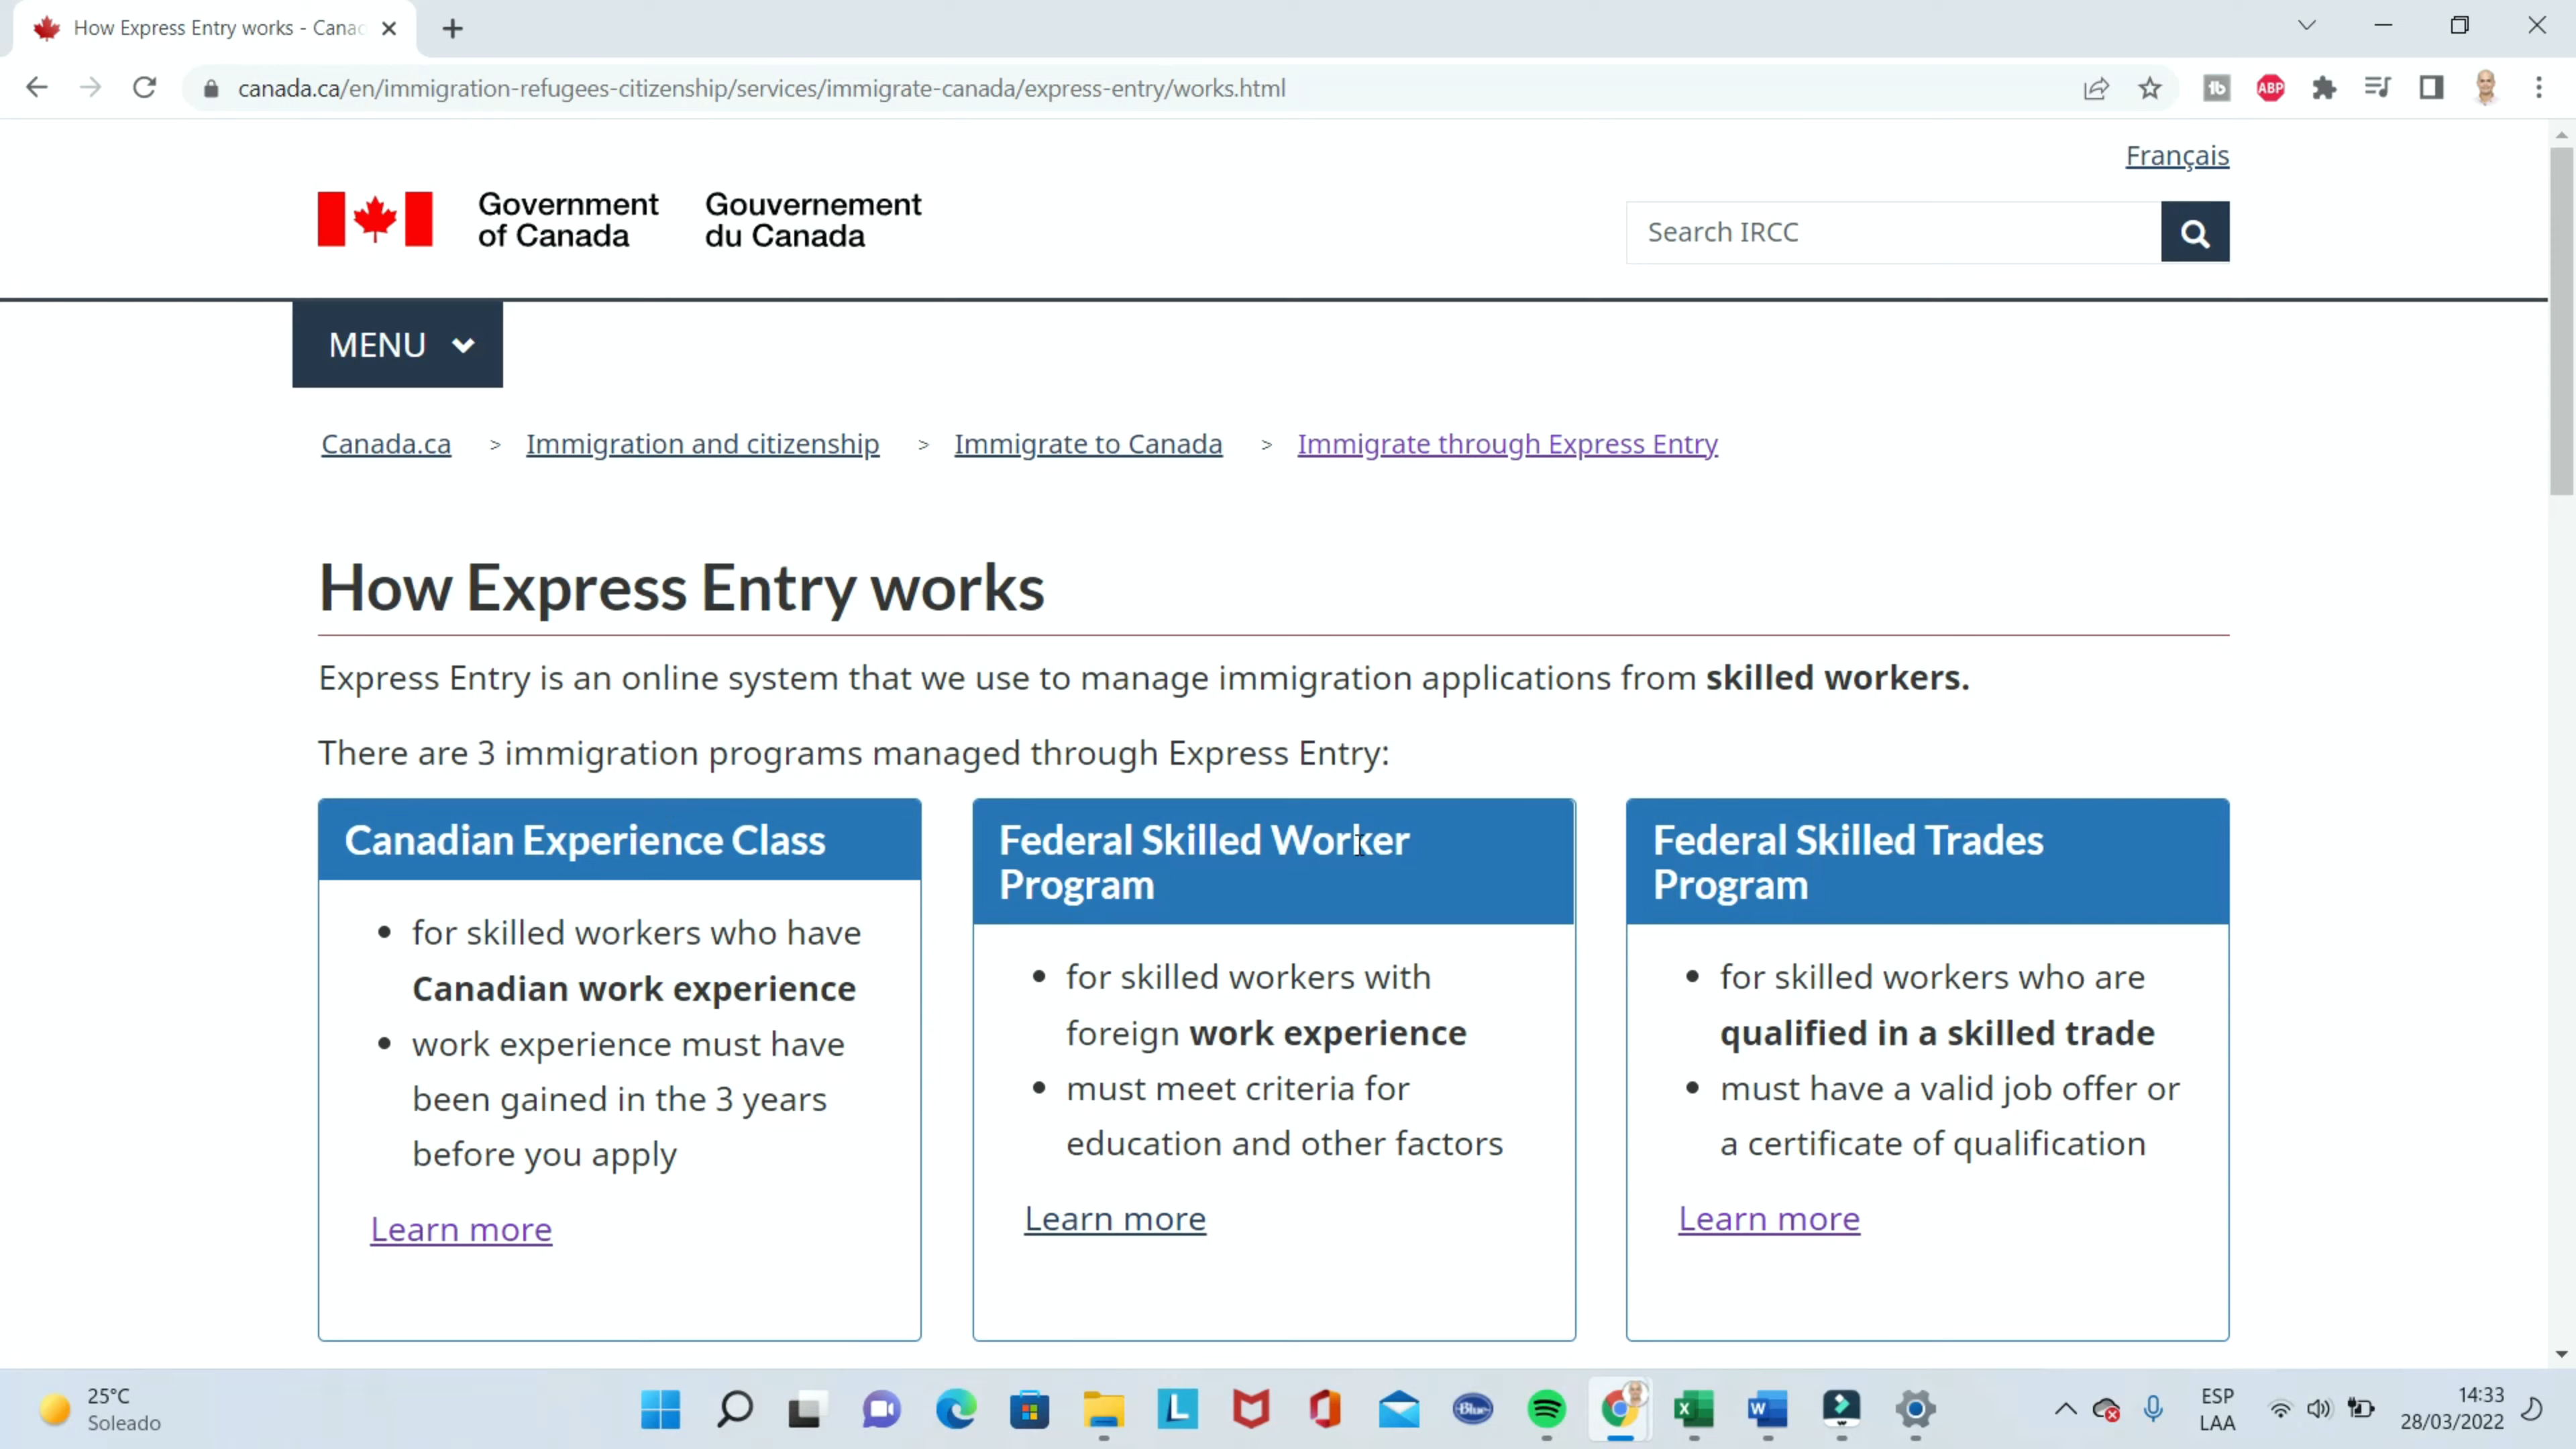 How Express Entry works - Canad
canada.ca/en/immigration-refugees-citizenship/services/immigrate-canada/express-entry/works.html
tb
ABP
Français
Government of Canada
Gouvernement du Canada
Search IRCC
MENU
Canada.ca > Immigration and citizenship > Immigrate to Canada > Immigrate through Express Entry
How Express Entry works
Express Entry is an online system that we use to manage immigration applications from skilled workers.
There are 3 immigration programs managed through Express Entry:
Canadian Experience Class
• for skilled workers who have
Canadian work experience
• work experience must have
been gained in the 3 years
before you apply
Learn more
Federal Skilled Worker
Program
• for skilled workers with
foreign work experience
• must meet criteria for
education and other factors
Learn more
Federal Skilled Trades
Program
• for skilled workers who are
qualified in a skilled trade
• must have a valid job offer or
a certificate of qualification
Learn more
25°C
Soleado
L
Blue
X
W
ESP
LAA
14:33
28/03/2022